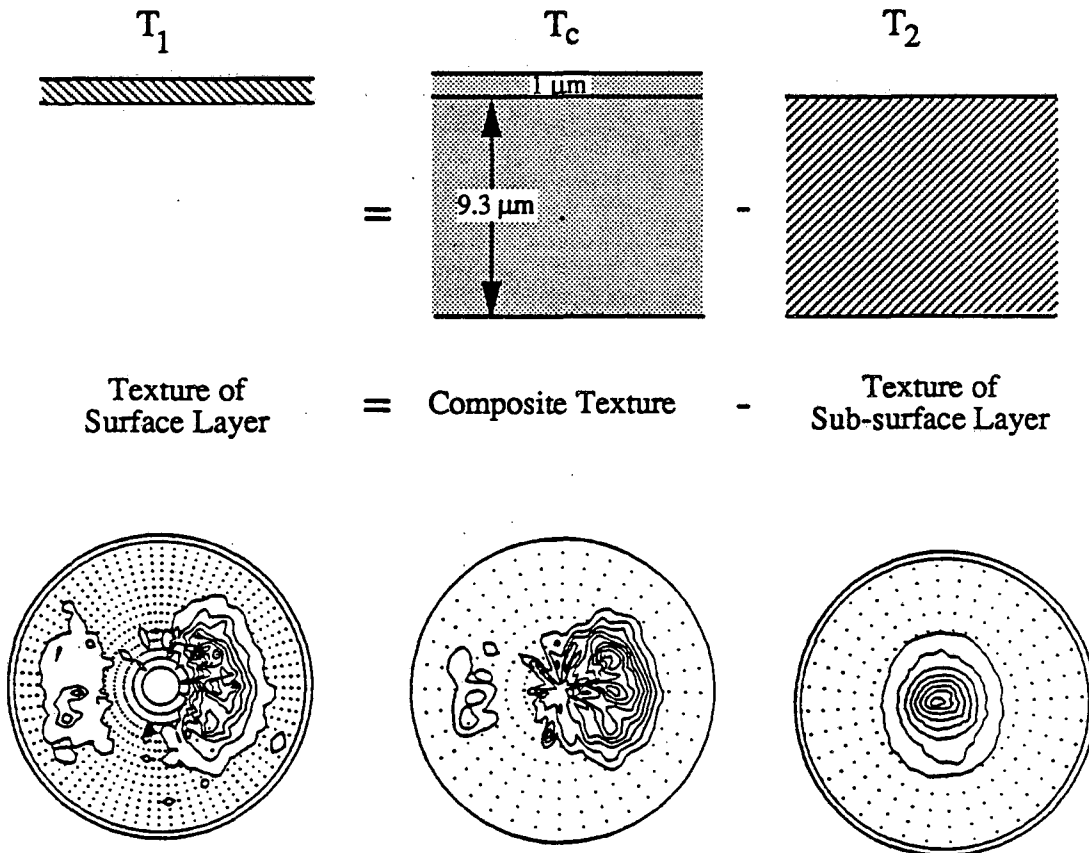 T1 Tc T2
1 μm
= 9.3 μm -
Texture of Surface Layer = Composite Texture - Texture of Sub-surface Layer